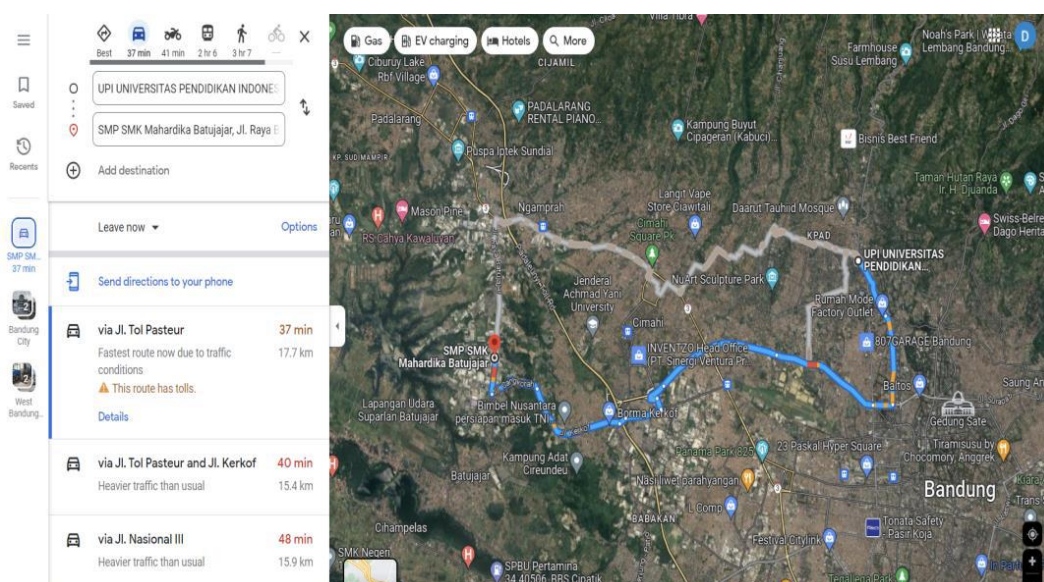 Best
37 min
41 min
2 hr 6
3 hr 7
Saved
Recents
SMP SM...
37 min
2
Bandung
City
2
West
Bandung...
UPI UNIVERSITAS PENDIDIKAN INDONES
SMP SMK Mahardika Batujajar, Jl. Raya B
Add destination
Leave now
Options
Send directions to your phone
via Jl. Tol Pasteur
37 min
Fastest route now due to traffic
17.7 km
conditions
This route has tolls.
Details
via Jl. Tol Pasteur and Jl. Kerkof
40 min
Heavier traffic than usual
15.4 km
via Jl. Nasional III
48 min
Heavier traffic than usual
15.9 km
Gas
EV charging
Hotels
More
D
Ciburuy Lake
Rbf Village
CIJAMIL
Villa Tibra
Farmhouse
Susu Lembang
Noah's Park |
Lembang Bandung...
Padalarang
PADALARANG
RENTAL PIANO...
Puspa Iptek Sundial
KP. SUDIMAMPIR
Kampung Buyut
Cipageran (Kabuci)
Bisnis Best Friend
Taman Hutan Raya
Ir. H. Djuanda
Swiss-Belre
Dago Herita
Mason Pine
Ngamprah
RS Cahya Kawaluyan
Langit Vape
Store Ciawitali
Daarut Tauhiid Mosque
Cimahi
Square Pk
KPAD
UPI UNIVERSITAS
PENDIDIKAN...
NuArt Sculpture Park
Jenderal
Achmad Yani
University
Rumah Mode
Factory Outlet
Cimahi
SMP SMK
Mahardika Batujajar
INVENTZO Head Office
(PT. Sinergi Ventura Pr...
807GARAGE Bandung
Baltos
Saung An
Gedung Sate
Lapangan Udara
Suparlan Batujajar
Bimbel Nusantara
persiapan masuk TNI
Borma Kerkof
Kampung Adat
Cireundeu
Batujajar
Panama Park 825
23 Paskal Hyper Square
Tiramisusu by
Chocomory, Anggrek
Nasi liwet parahyangan
Bandung
L Comp
BABAKAN
Cihampelas
Festival Citylink
Tonata Safety
- Pasir Koja
Trans
SMK Negeri
SPBU Pertamina
34.40506 BBS Cipatik
Tegallega Park